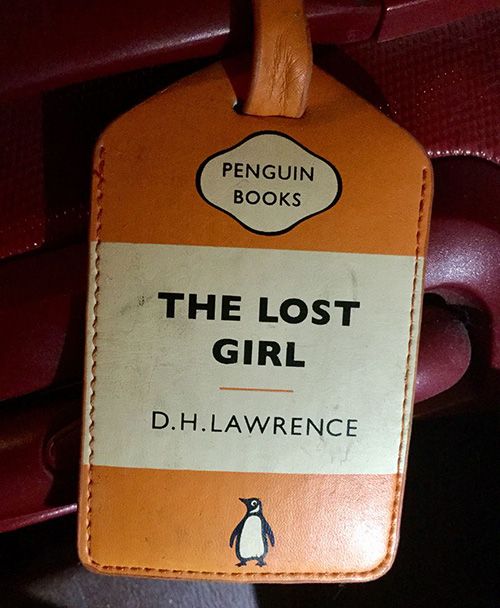 PENGUIN
BOOKS
THE LOST
GIRL
D.H.LAWRENCE